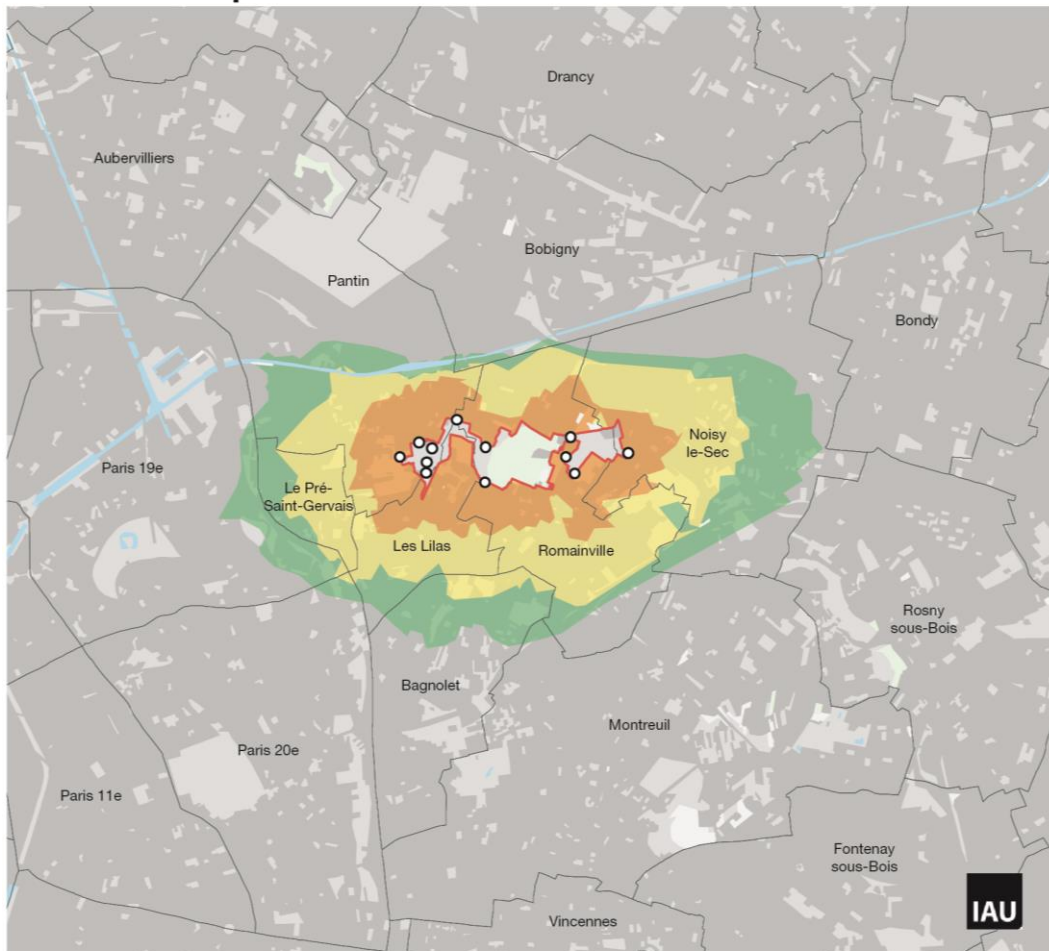 Drancy
Aubervilliers
Bobigny
Pantin
Bondy
Noisy
le-Sec
Paris 19e
Le Pré-
Saint-Gervais
Les Lilas
Romainville
Rosny
sous-Bois
Bagnolet
Montreuil
Paris 20e
Paris 11e
Fontenay
sous-Bois
IAU
Vincennes